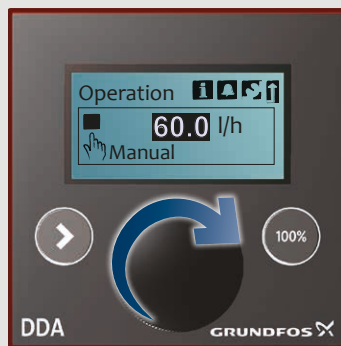 Operation i
60.0 l/h
Manual
100%
DDA GRUNDFOS